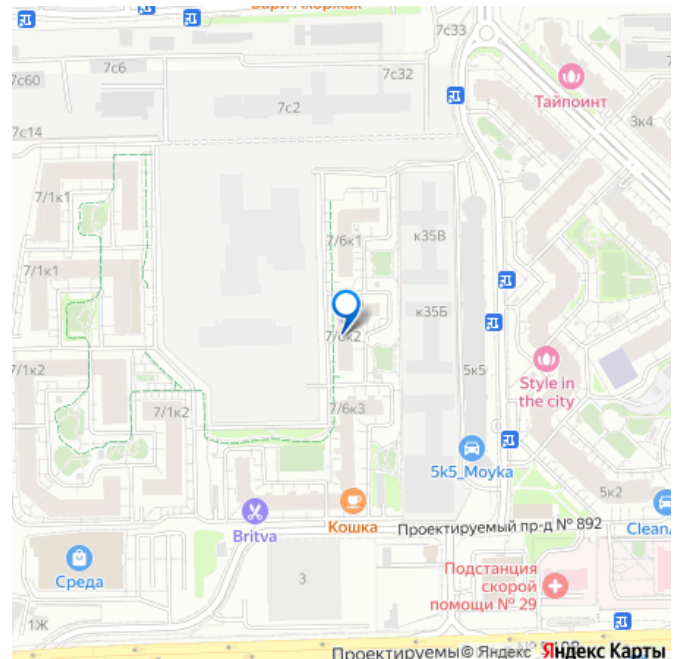 7с33
7с60
7с6
7с32
7с2
Тайпоинт
7с14
3к4
7/1к1
7/6к1
к35В
7/1к1
к35Б
7/6к2
7/1к2
5к5
Style in
the city
7/1к2
7/6к3
5k5_Moyka
5к2
Britva
Кошка
Проектируемый пр-д № 892
Clean
Среда
3
Подстанция
скорой
помощи № 29
1Ж
Проектируемы
© Яндекс
Яндекс Карты